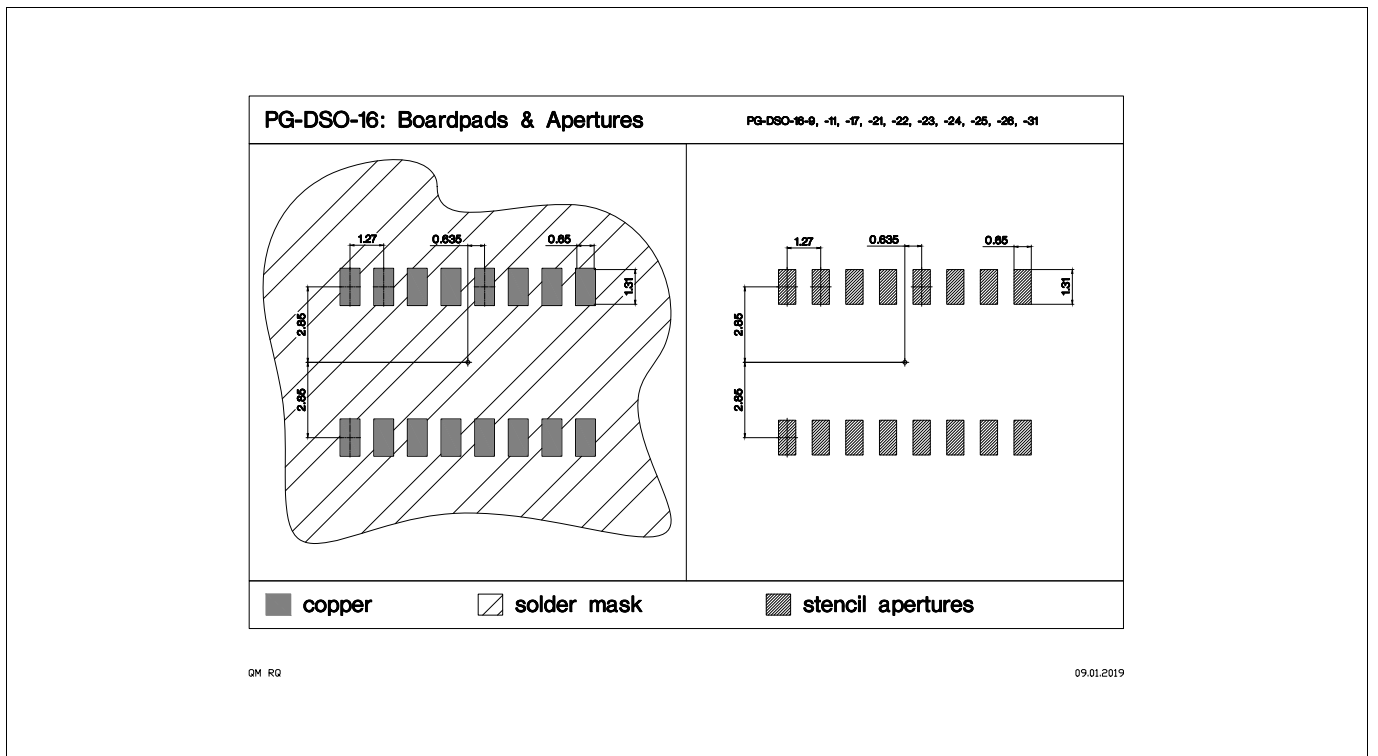 PG-DSO-16: Boardpads & Apertures
PG-DSO-16-9, -11, -17, -21, -22, -23, -24, -25, -26, -31
1.27
0.635
0.65
1.31
2.85
2.85
1.27
0.635
0.65
1.31
2.85
2.85
copper
solder mask
stencil apertures
QM RQ
09.01.2019